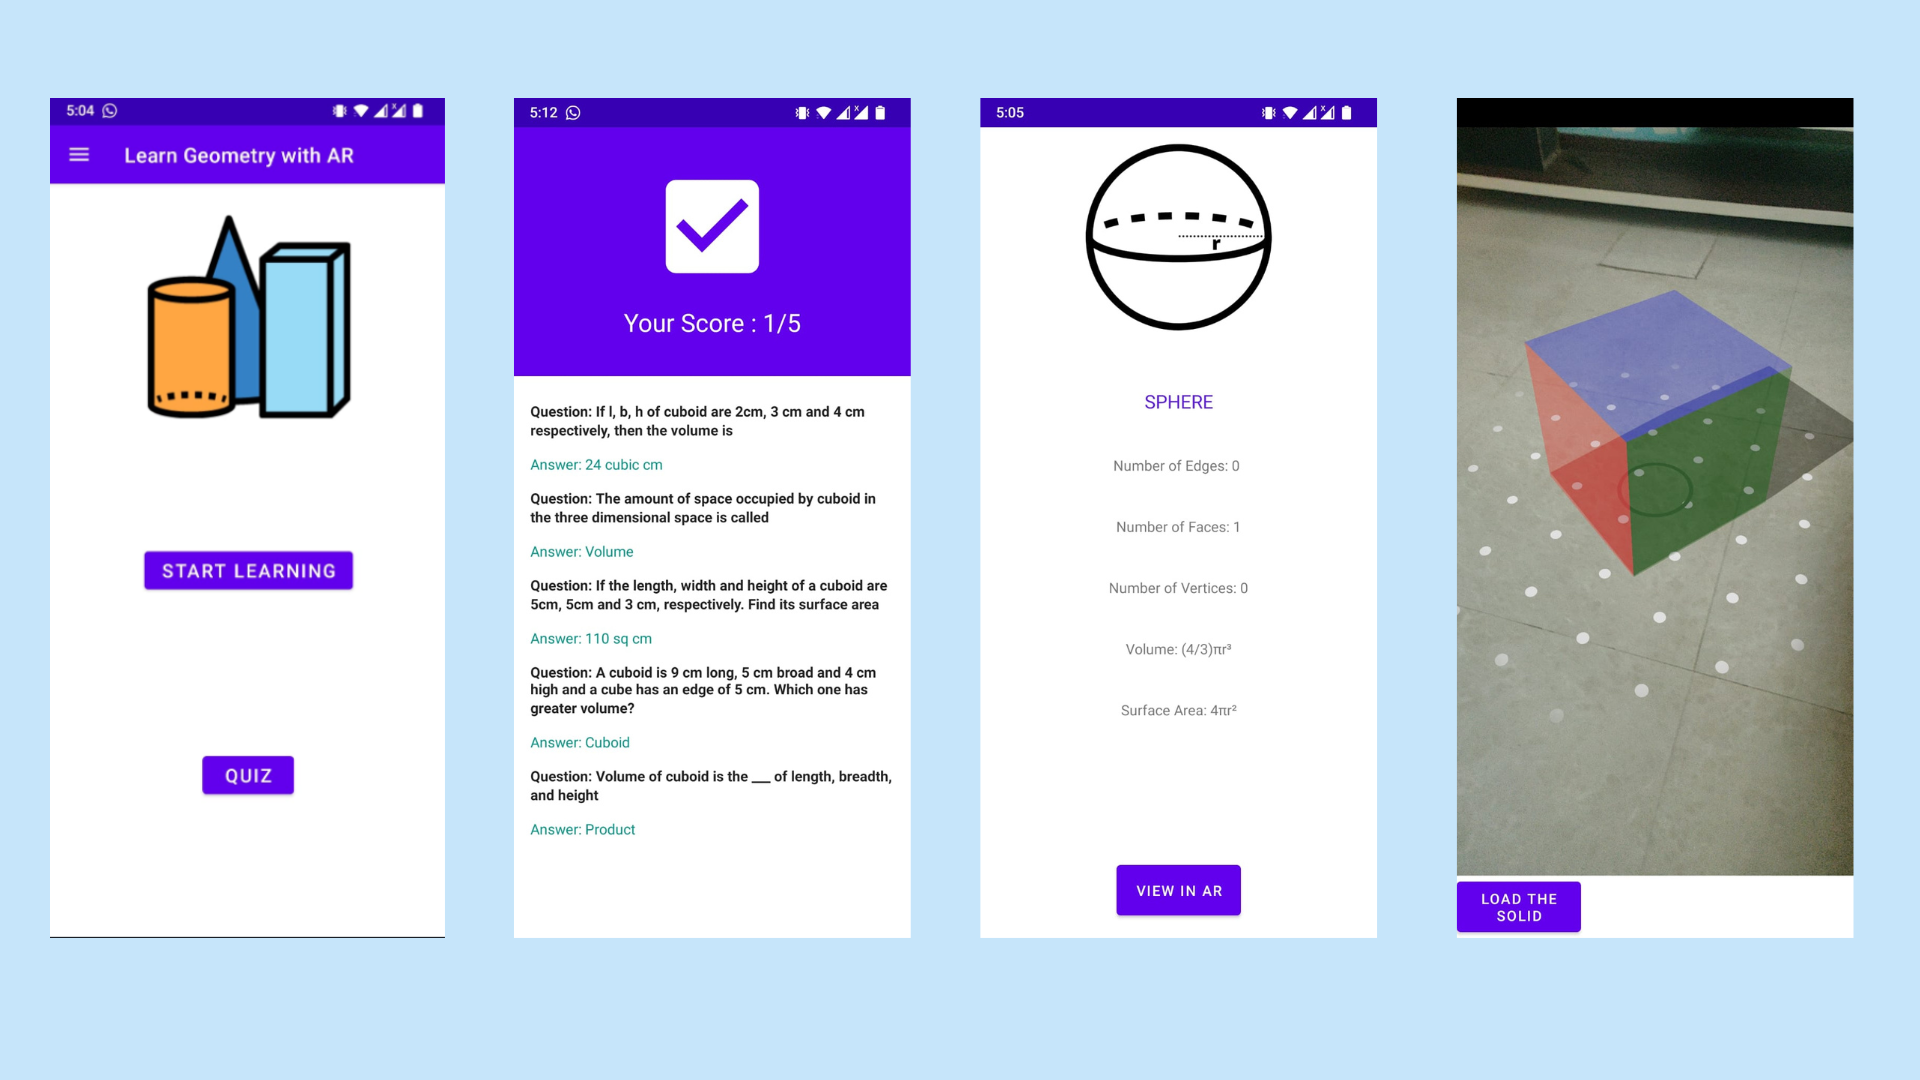 5:04
Learn Geometry with AR
START LEARNING
QUIZ
5:12
Your Score : 1/5
Question: If l, b, h of cuboid are 2cm, 3 cm and 4 cm
respectively, then the volume is
Answer: 24 cubic cm
Question: The amount of space occupied by cuboid in
the three dimensional space is called
Answer: Volume
Question: If the length, width and height of a cuboid are
5cm, 5cm and 3 cm, respectively. Find its surface area
Answer: 110 sq cm
Question: A cuboid is 9 cm long, 5 cm broad and 4 cm
high and a cube has an edge of 5 cm. Which one has
greater volume?
Answer: Cuboid
Question: Volume of cuboid is the ___ of length, breadth,
and height
Answer: Product
5:05
r
SPHERE
Number of Edges: 0
Number of Faces: 1
Number of Vertices: 0
Volume: (4/3)πr³
Surface Area: 4πr²
VIEW IN AR
LOAD THE
SOLID